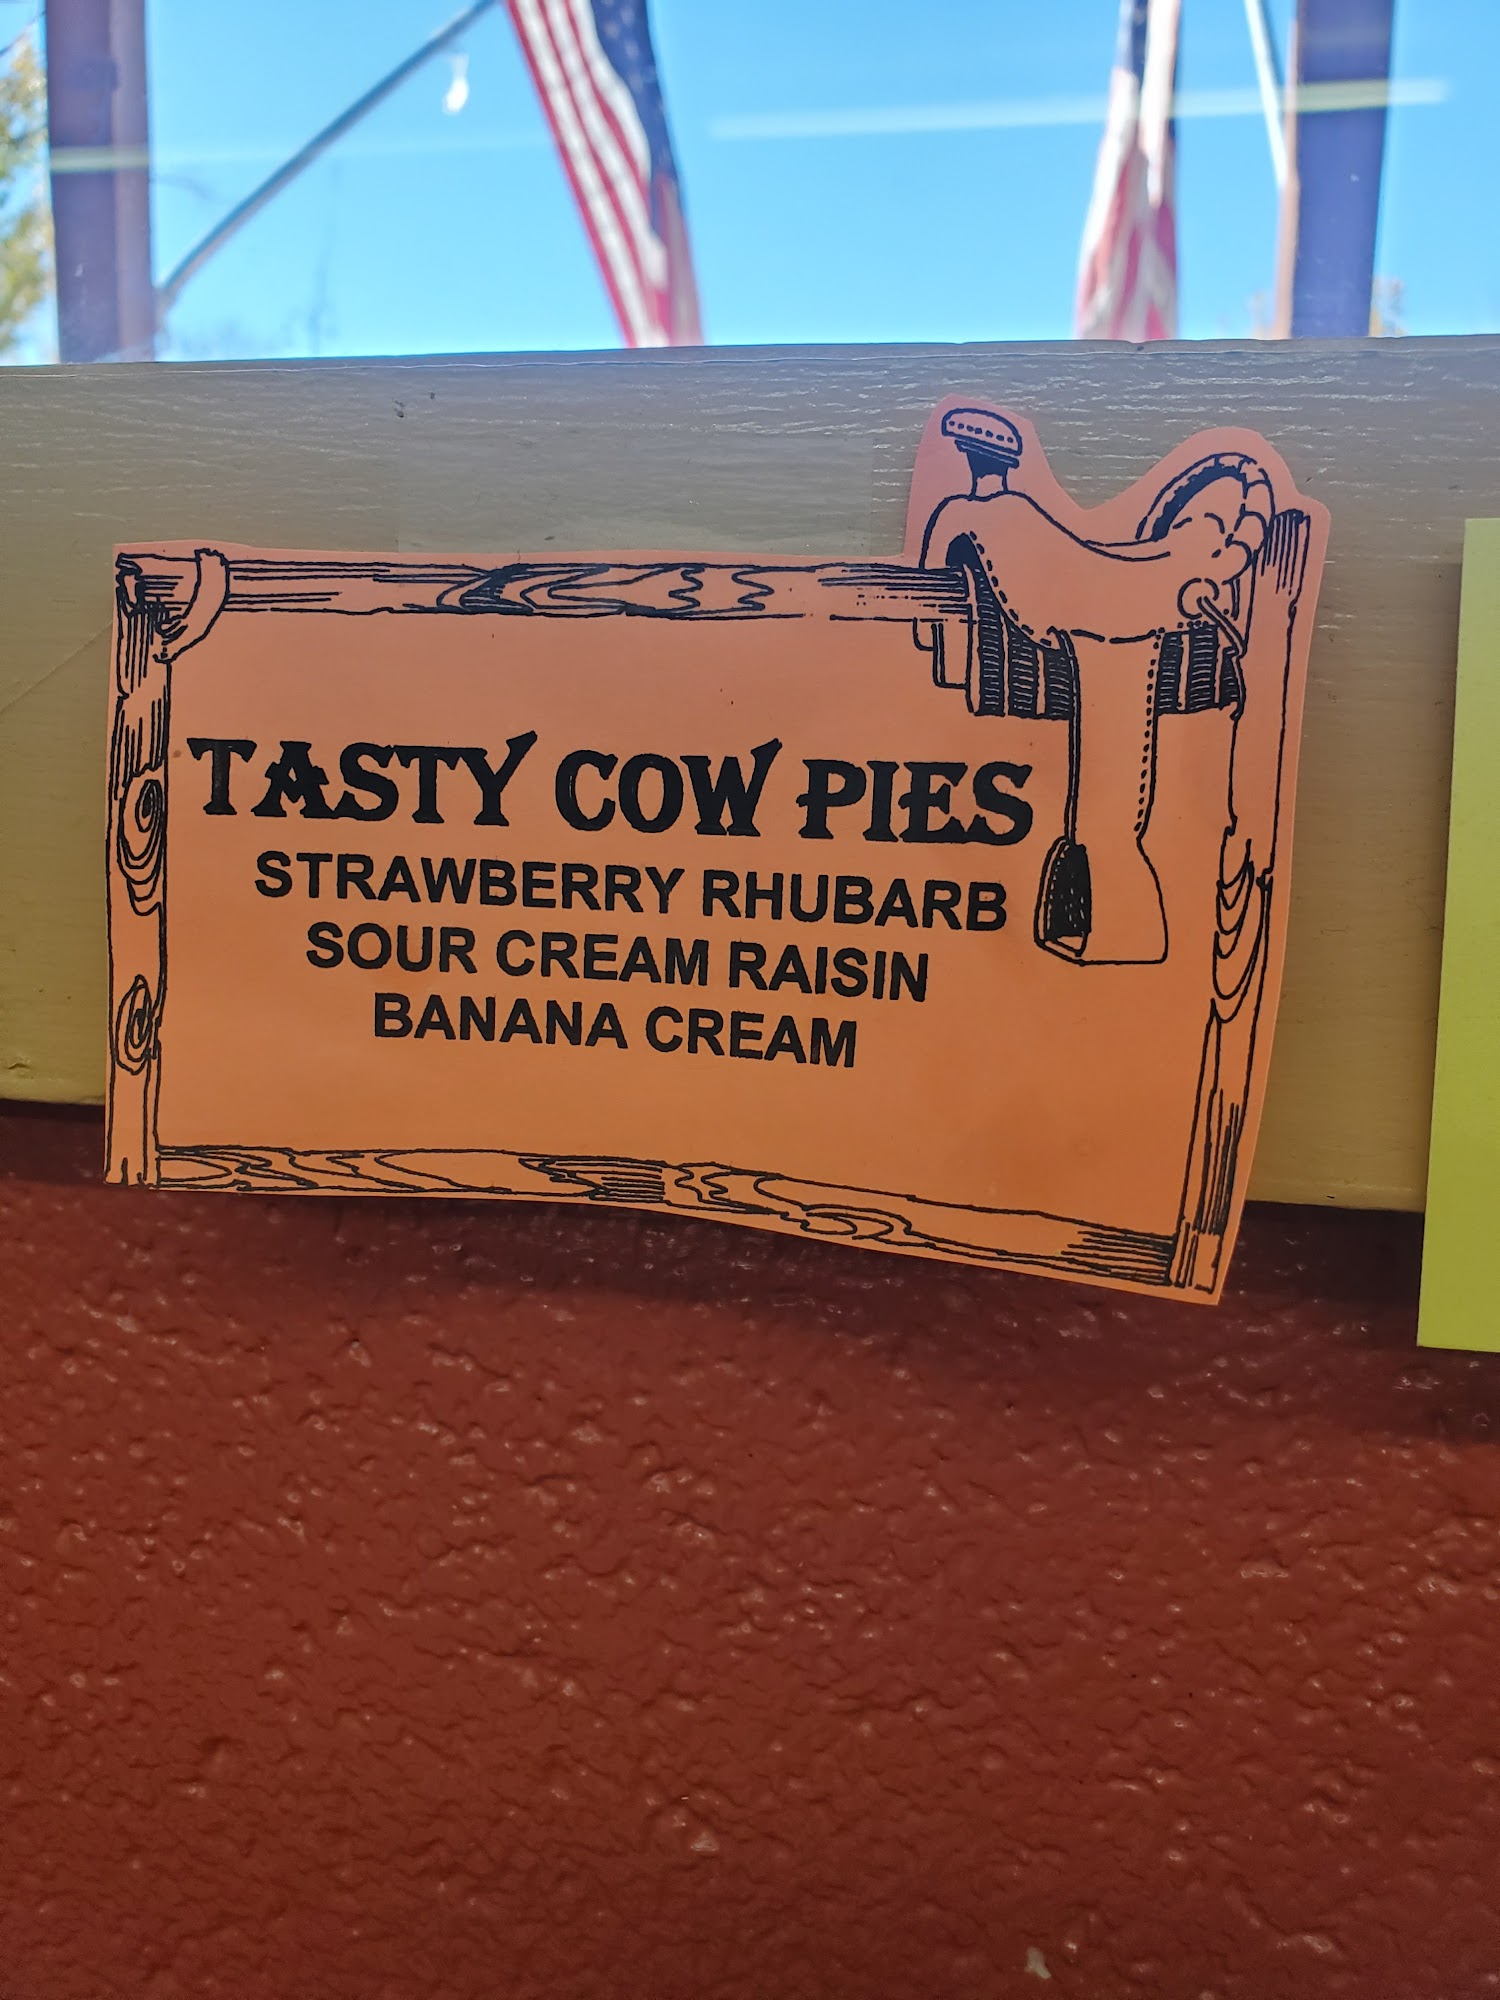 TASTY COW PIES
STRAWBERRY RHUBARB
SOUR CREAM RAISIN
BANANA CREAM